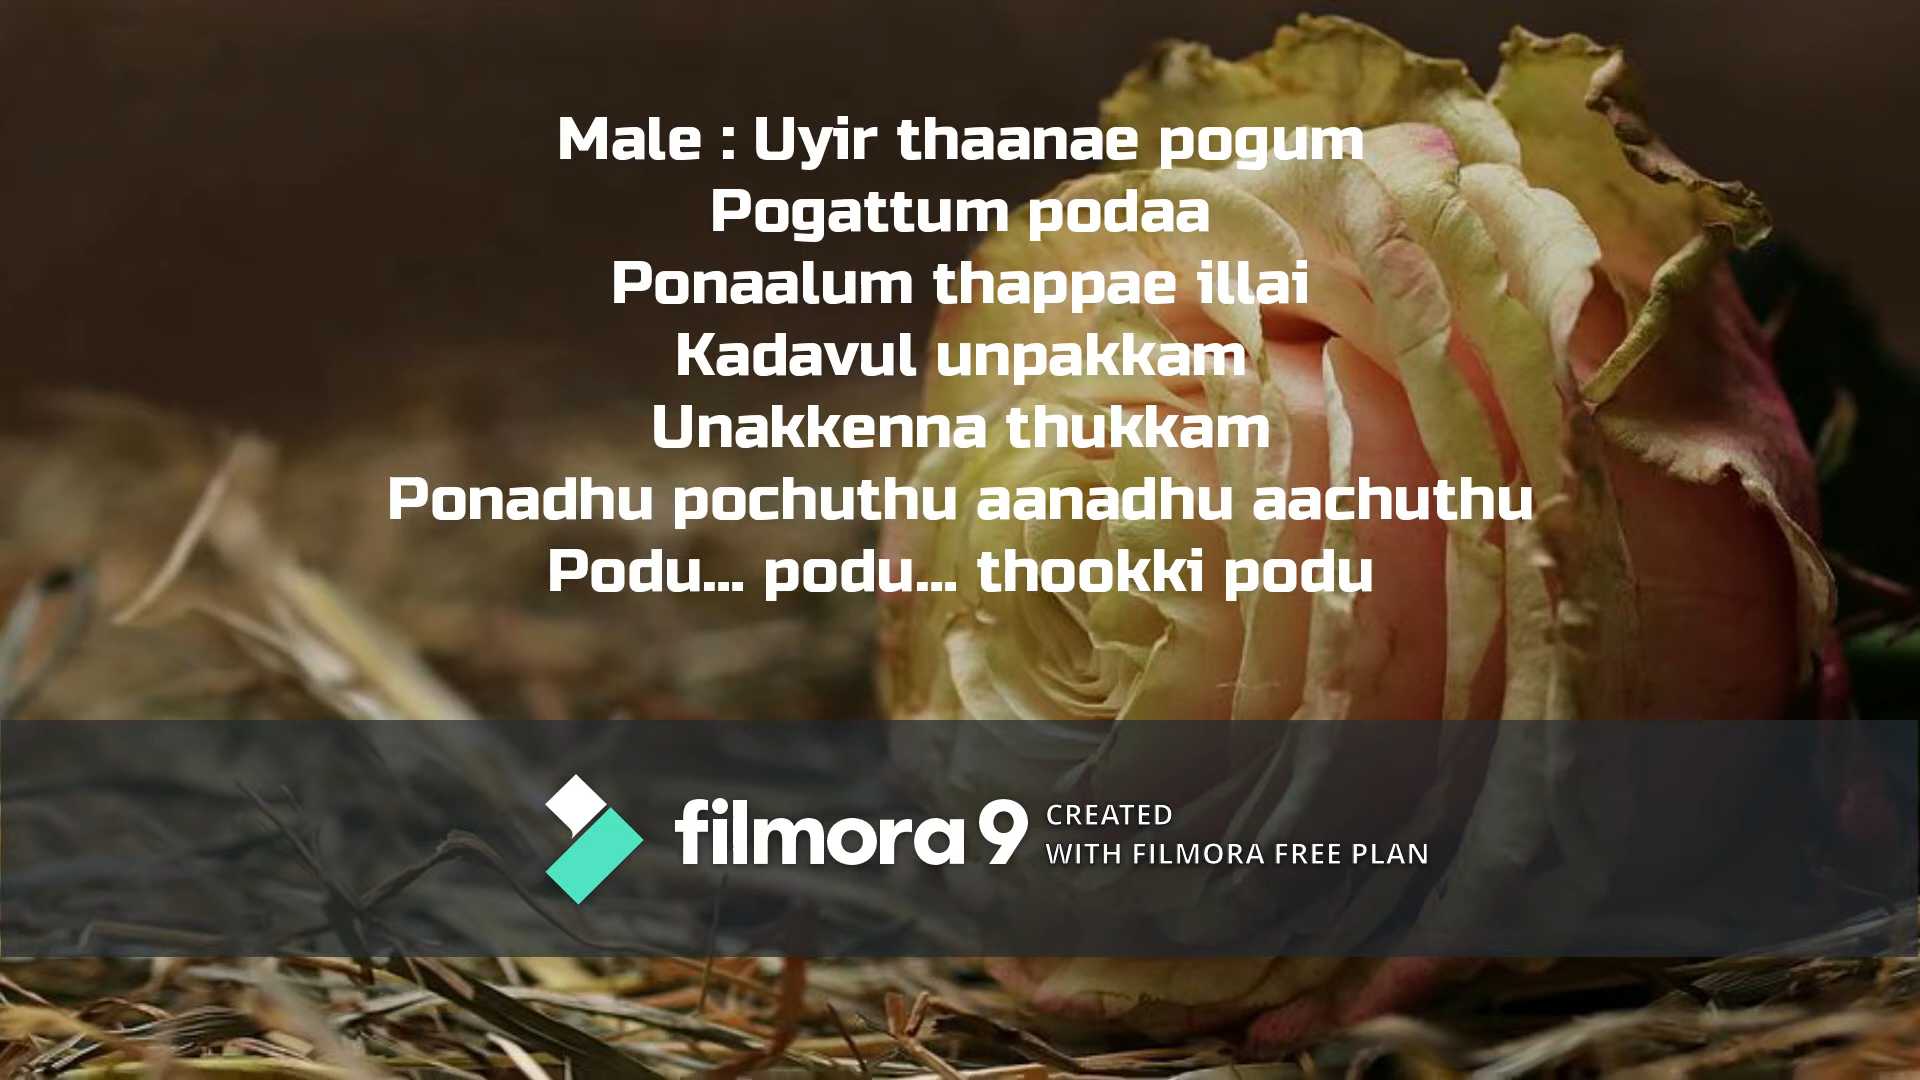 Male : Uyir thaanae pogum
Pogattum podaa
Ponaalum thappae illai
Kadavul unpakkam
Unakkenna thukkam
Ponadhu pochuthu aanadhu aachuthu
Podu... podu... thookki podu
filmora 9 CREATED
WITH FILMORA FREE PLAN